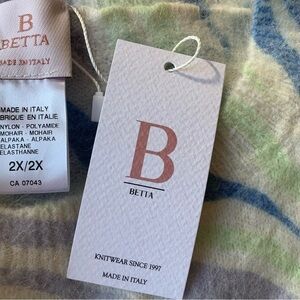 B
BETTA
MADE IN ITALY
MADE IN ITALY
FABRIQUE EN ITALIE
NYLON - POLYAMIDE
MOHAIR - MOHAIR
ALPAKA - ALPAKA
ELASTANE
ELASTHANNE
2X/2X
CA 07043
B
BETTA
KNITWEAR SINCE 1997
MADE IN ITALY